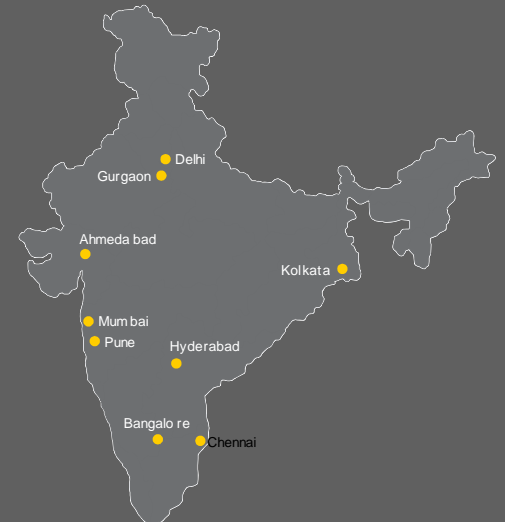 Delhi
Gurgaon
Ahmeda bad
Kolkata
Mum bai
Pune
Hyderabad
Bangalo re
Chennai